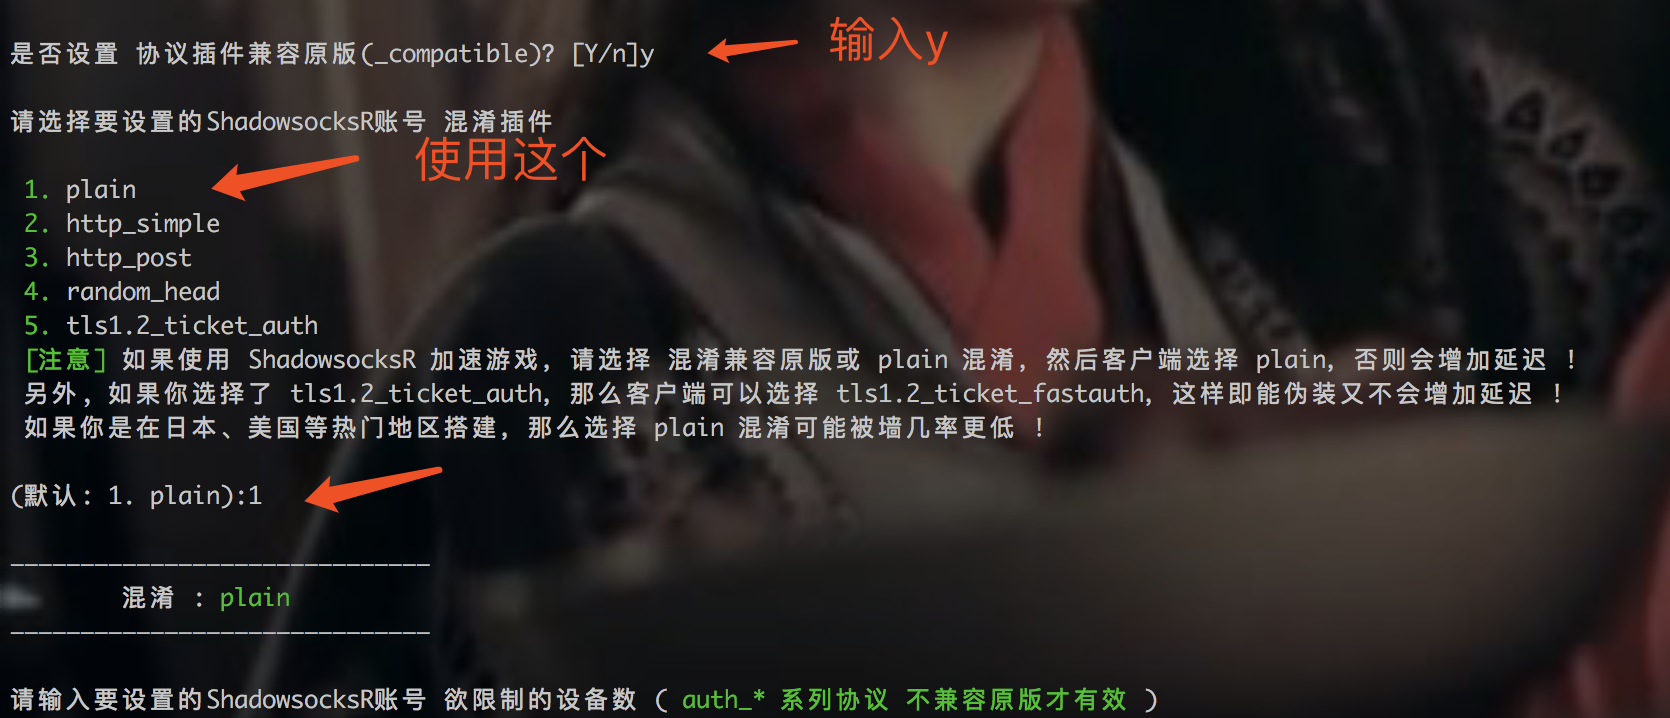 是否设置 协议插件兼容原版(_compatible)? [Y/n]y
输入y
请选择要设置的ShadowsocksR账号 混淆插件
使用这个
1. plain
2. http_simple
3. http_post
4. random_head
5. tls1.2_ticket_auth
[注意] 如果使用 ShadowsocksR 加速游戏, 请选择 混淆兼容原版或 plain 混淆, 然后客户端选择 plain, 否则会增加延迟 !
另外, 如果你选择了 tls1.2_ticket_auth, 那么客户端可以选择 tls1.2_ticket_fastauth, 这样即能伪装又不会增加延迟 !
如果你是在日本、美国等热门地区搭建, 那么选择 plain 混淆可能被墙几率更低 !
(默认: 1. plain):1
——————————————————————————————
混淆 : plain
——————————————————————————————
请输入要设置的ShadowsocksR账号 欲限制的设备数 ( auth_* 系列协议 不兼容原版才有效 )